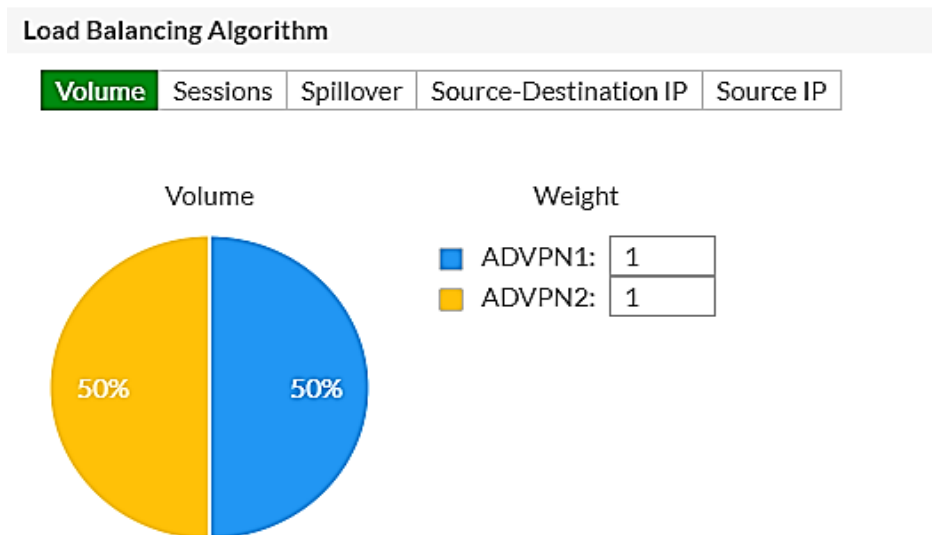 Load Balancing Algorithm
Volume Sessions Spillover Source-Destination IP Source IP
Volume Weight
ADVPN1: 1
ADVPN2: 1
50% 50%